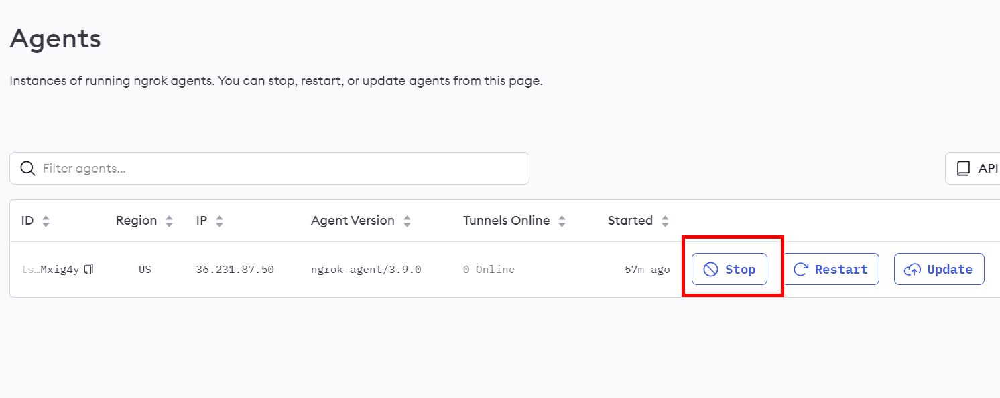 Agents
Instances of running ngrok agents. You can stop, restart, or update agents from this page.
Filter agents...
API
ID Region IP Agent Version Tunnels Online Started
ts…Mxig4y US 36.231.87.50 ngrok-agent/3.9.0 0 Online 57m ago Stop Restart Update